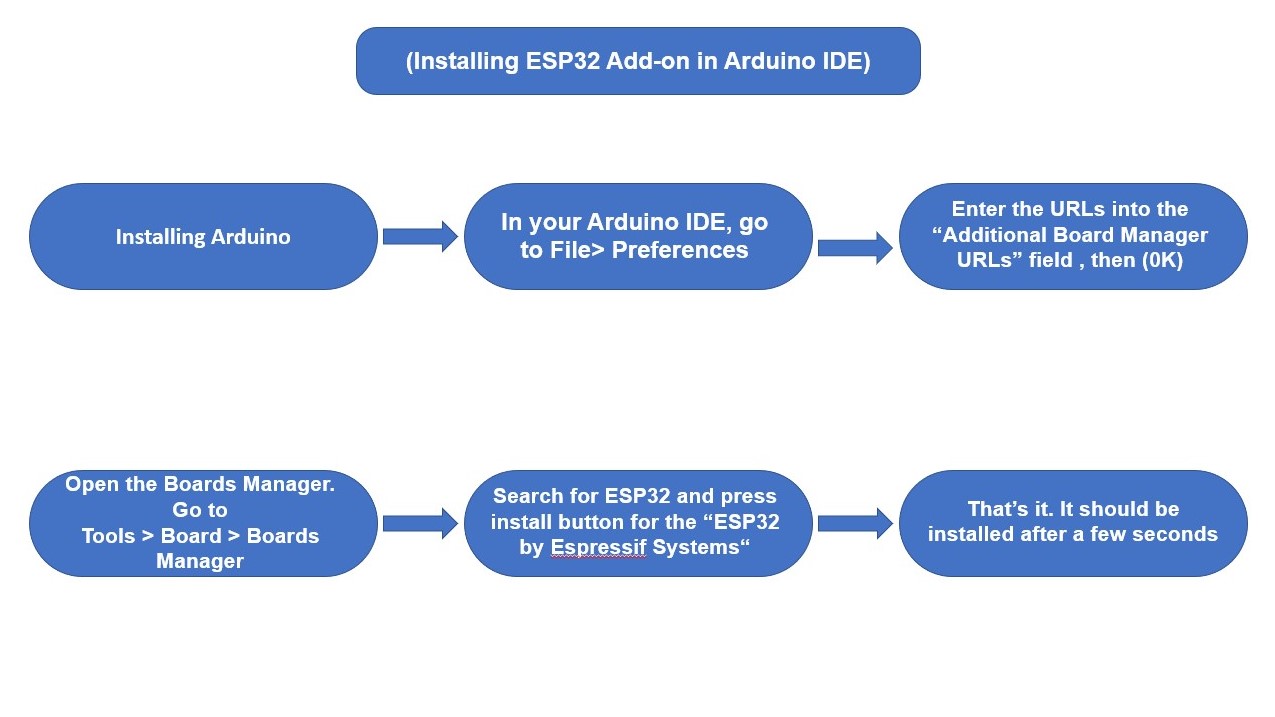 (Installing ESP32 Add-on in Arduino IDE)
Installing Arduino
In your Arduino IDE, go
to File> Preferences
Enter the URLs into the
“Additional Board Manager
URLs” field , then (0K)
Open the Boards Manager.
Go to
Tools > Board > Boards
Manager
Search for ESP32 and press
install button for the “ESP32
by Espressif Systems“
That’s it. It should be
installed after a few seconds